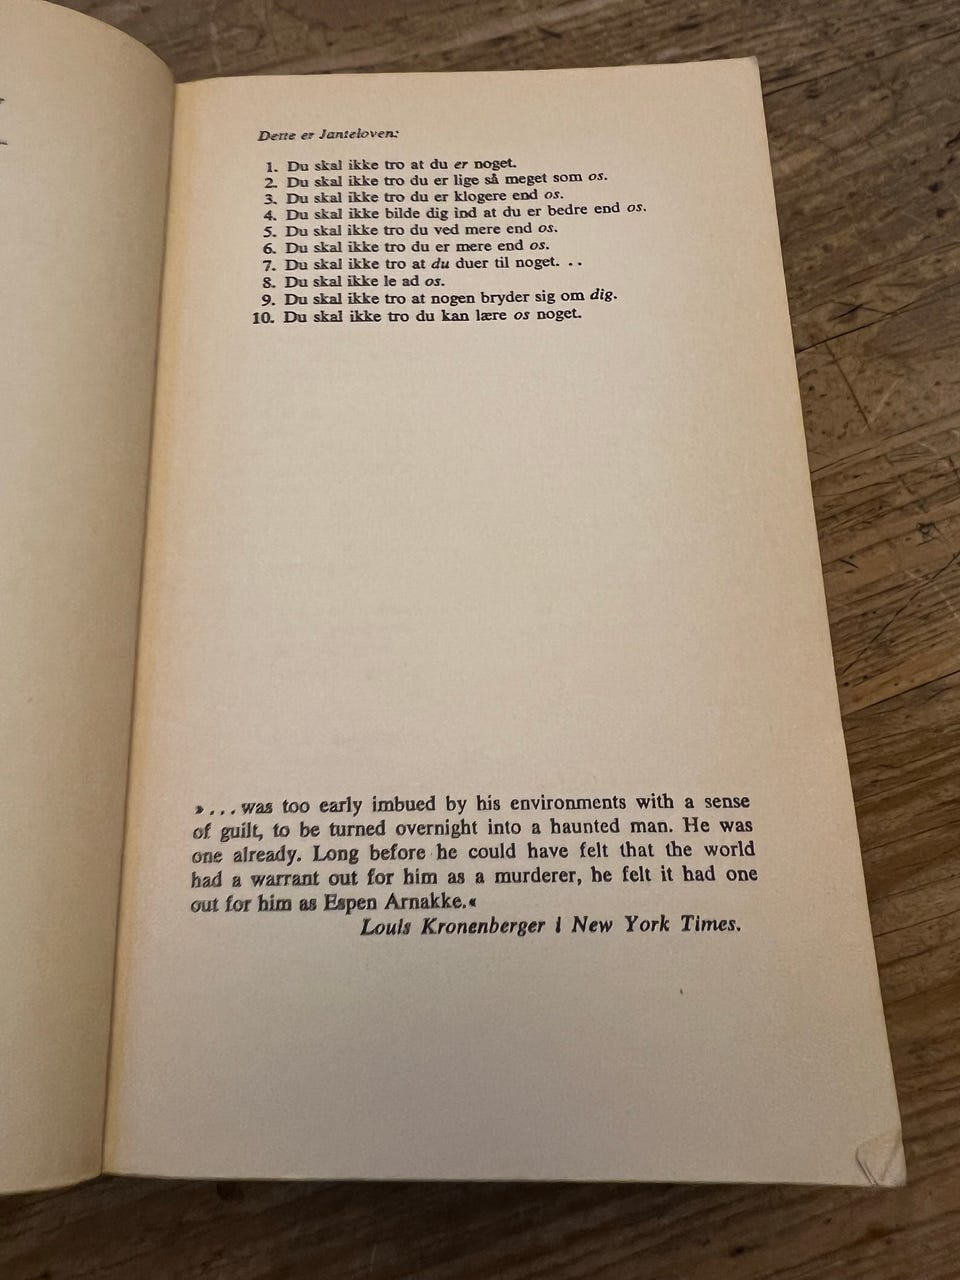 Dette er Janteloven:
1. Du skal ikke tro at du er noget.
2. Du skal ikke tro du er lige så meget som os.
3. Du skal ikke tro du er klogere end os.
4. Du skal ikke bilde dig ind at du er bedre end os.
5. Du skal ikke tro du ved mere end os.
6. Du skal ikke tro du er mere end os.
7. Du skal ikke tro at du duer til noget. . .
8. Du skal ikke le ad os.
9. Du skal ikke tro at nogen bryder sig om dig.
10. Du skal ikke tro du kan lære os noget.
». . . was too early imbued by his environments with a sense
of guilt, to be turned overnight into a haunted man. He was
one already. Long before he could have felt that the world
had a warrant out for him as a murderer, he felt it had one
out for him as Espen Arnakke.«
Louis Kronenberger i New York Times.